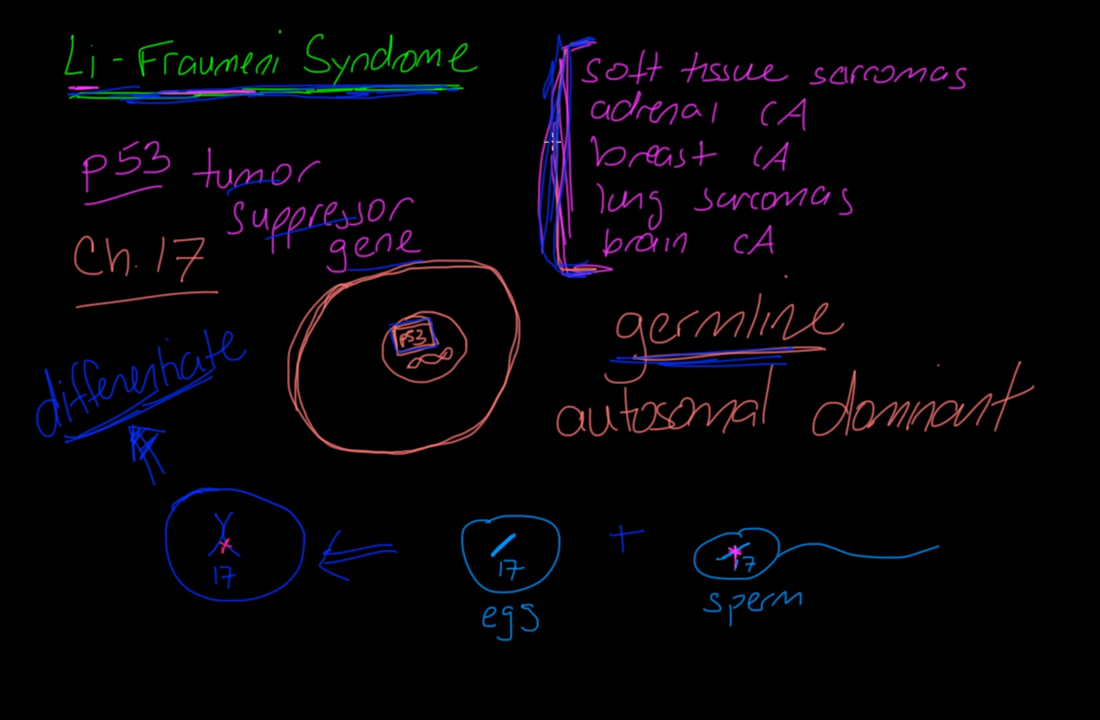 Li-Fraumeni Syndrome
p53 tumor
suppressor
gene
Ch. 17
soft tissue sarcomas
adrenal CA
breast CA
lung sarcomas
brain CA
p53
germline
autosomal dominant
differentiate
17
17
egg
+
17
sperm